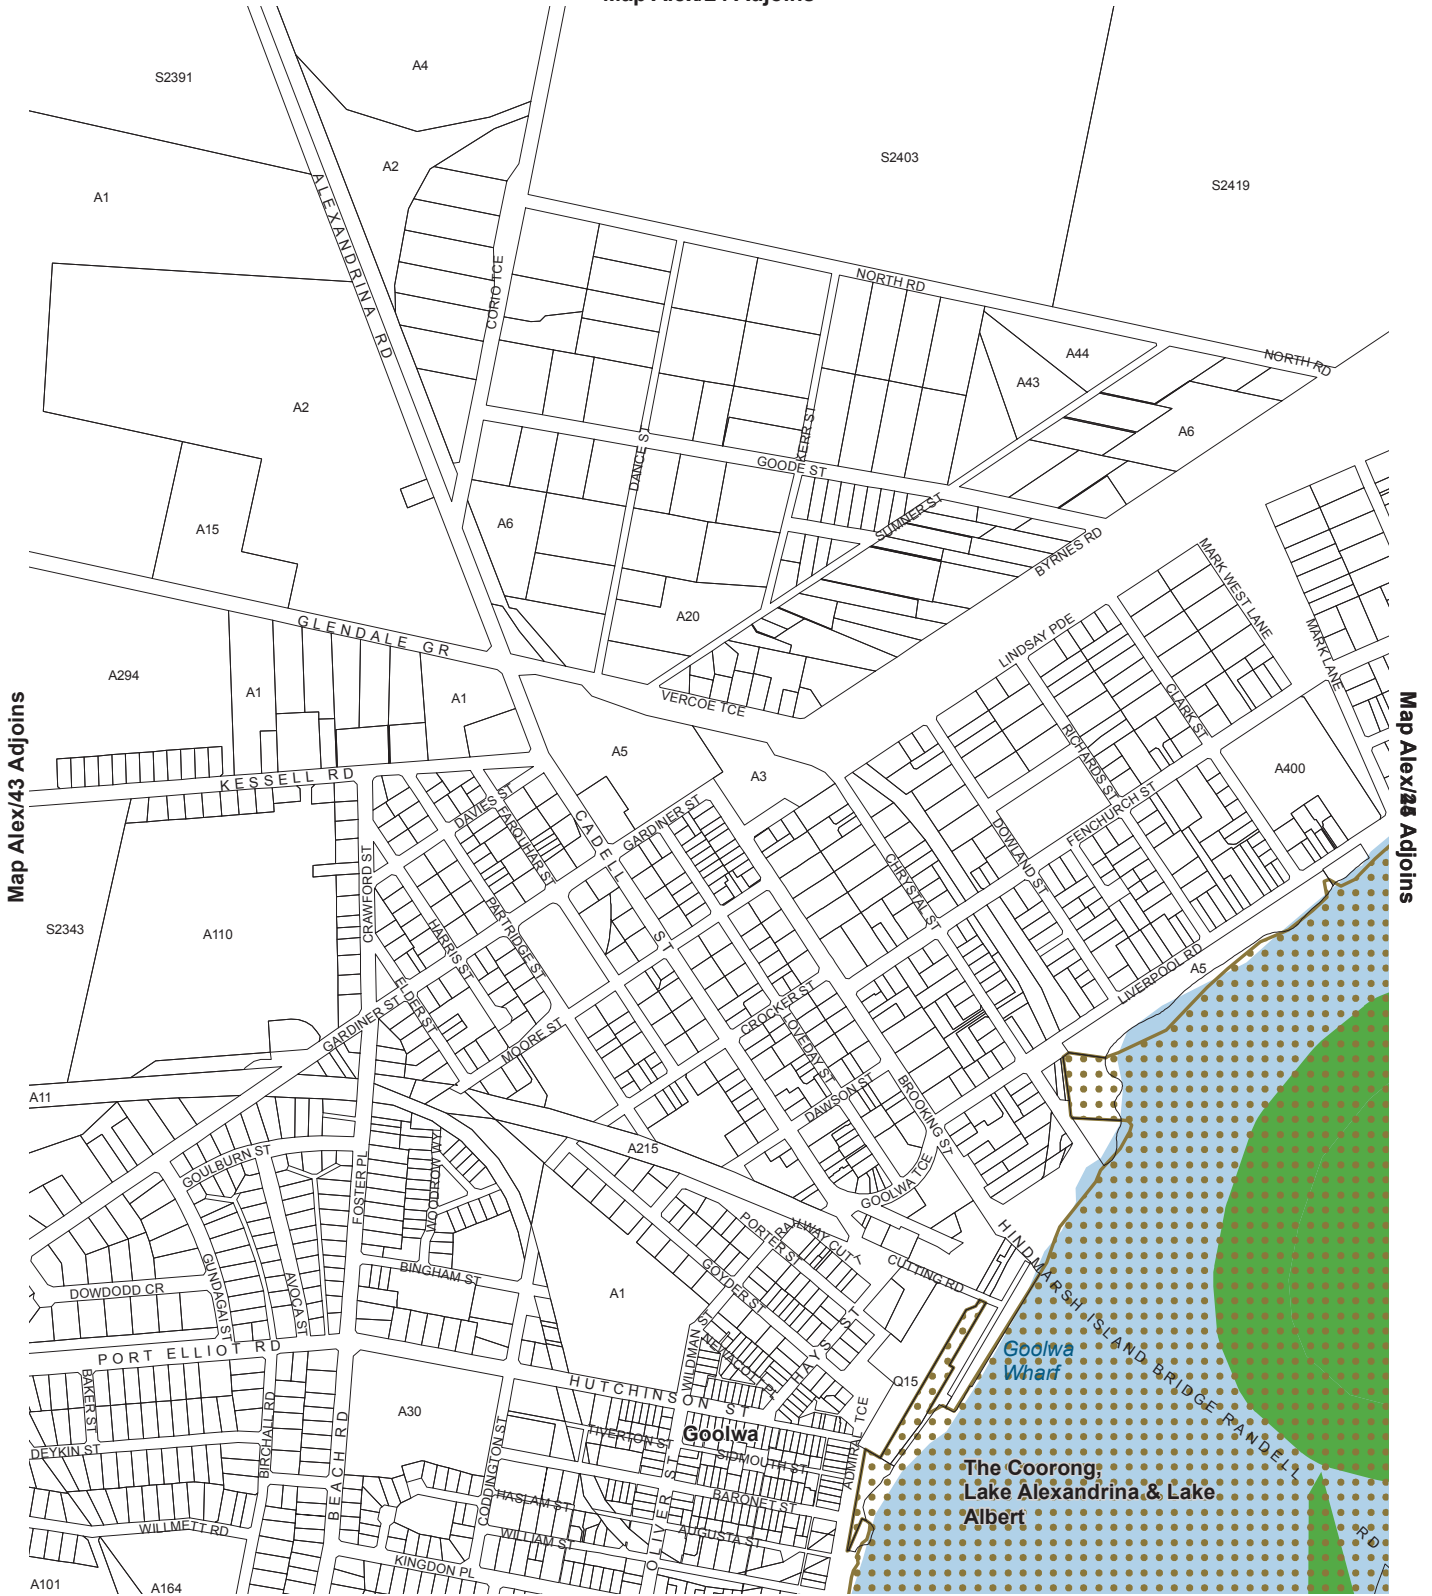 S2391
A4
A2
S2403
S2419
A1
ALEXANDRINA RD
CORIO TCE
NORTH RD
NORTH RD
A44
A43
A6
A2
KERR ST
DANCE ST
GOODE ST
A15
A6
SUMNER ST
BYRNES RD
MARK WEST LANE
A20
GLENDALE GR
LINDSAY PDE
MARK LANE
A294
A1
A1
VERCOE TCE
CLARK ST
Map Alex/43 Adjoins
RICHARDS ST
A5
A3
A400
KESSELL RD
DAVIES ST
FARQUHAR ST
CADELL ST
GARDINER ST
FENCHURCH ST
DOWLAND ST
CHRYSTAL ST
CRAWFORD ST
S2343
A110
HARRIS ST
PARTRIDGE ST
LIVERPOOL RD
A5
ELDER ST
GARDINER ST
MOORE ST
CROCKER ST
LOVEDAY ST
DAWSON ST
BROOKING ST
A11
GOULBURN ST
FOSTER PL
WOODROW WY
A215
GOOLWA TCE
PORTER ST
RAILWAY CUTT
CUTTING RD
HINDMARSH ISLAND BRIDGE RANDELL RD
DOWDODD CR
GUNDAGAI ST
AVOCA ST
BINGHAM ST
GOYDER ST
A1
PORT ELLIOT RD
WILDMAN ST
NEWACOTT PL
HAY ST
Goolwa
Wharf
Q15
BAKER ST
BIRCHALL RD
BEACH RD
A30
HUTCHINSON ST
ADMIRAL TCE
DEYKIN ST
CODDINGTON ST
TIVERTON ST
Goolwa
SIDMOUTH ST
HASLAM ST
BARONET ST
The Coorong,
Lake Alexandrina & Lake
Albert
WILLMETT RD
WILLIAM ST
OLIVER ST
AUGUSTA ST
KINGDON PL
A101
A164